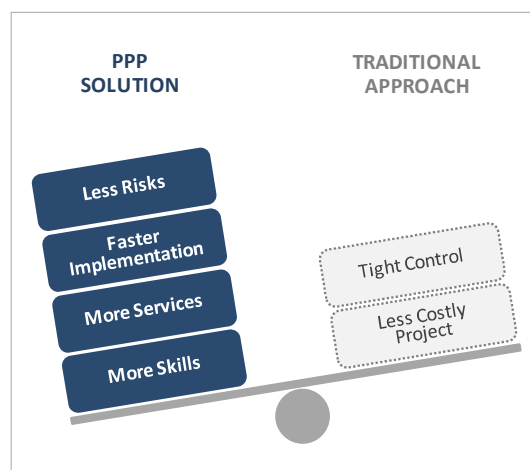 PPP
SOLUTION
TRADITIONAL
APPROACH
Less Risks
Faster
Implementation
More Services
More Skills
Tight Control
Less Costly
Project